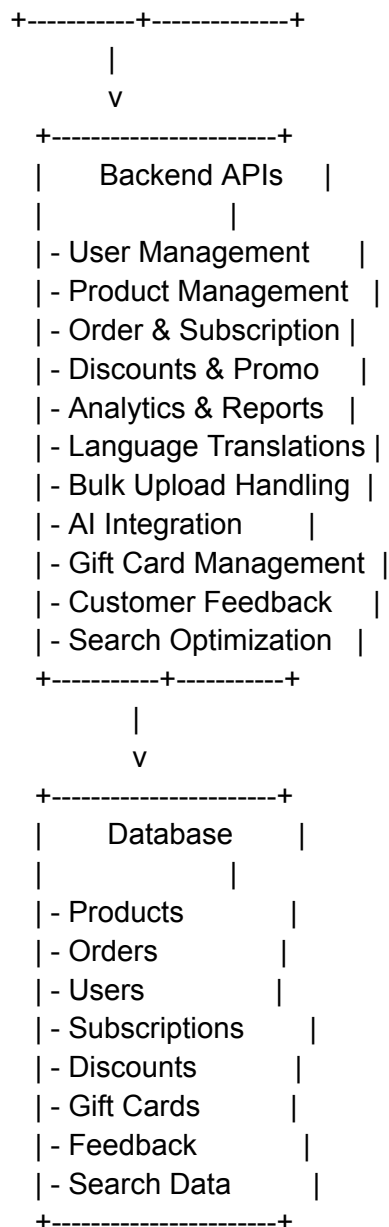 +-----------+--------------+
|
v
+-----------------------+
| Backend APIs |
| |
| - User Management |
| - Product Management |
| - Order & Subscription |
| - Discounts & Promo |
| - Analytics & Reports |
| - Language Translations |
| - Bulk Upload Handling |
| - AI Integration |
| - Gift Card Management |
| - Customer Feedback |
| - Search Optimization |
+-----------+-----------+
|
v
+-----------------------+
| Database |
| |
| - Products |
| - Orders |
| - Users |
| - Subscriptions |
| - Discounts |
| - Gift Cards |
| - Feedback |
| - Search Data |
+-----------------------+